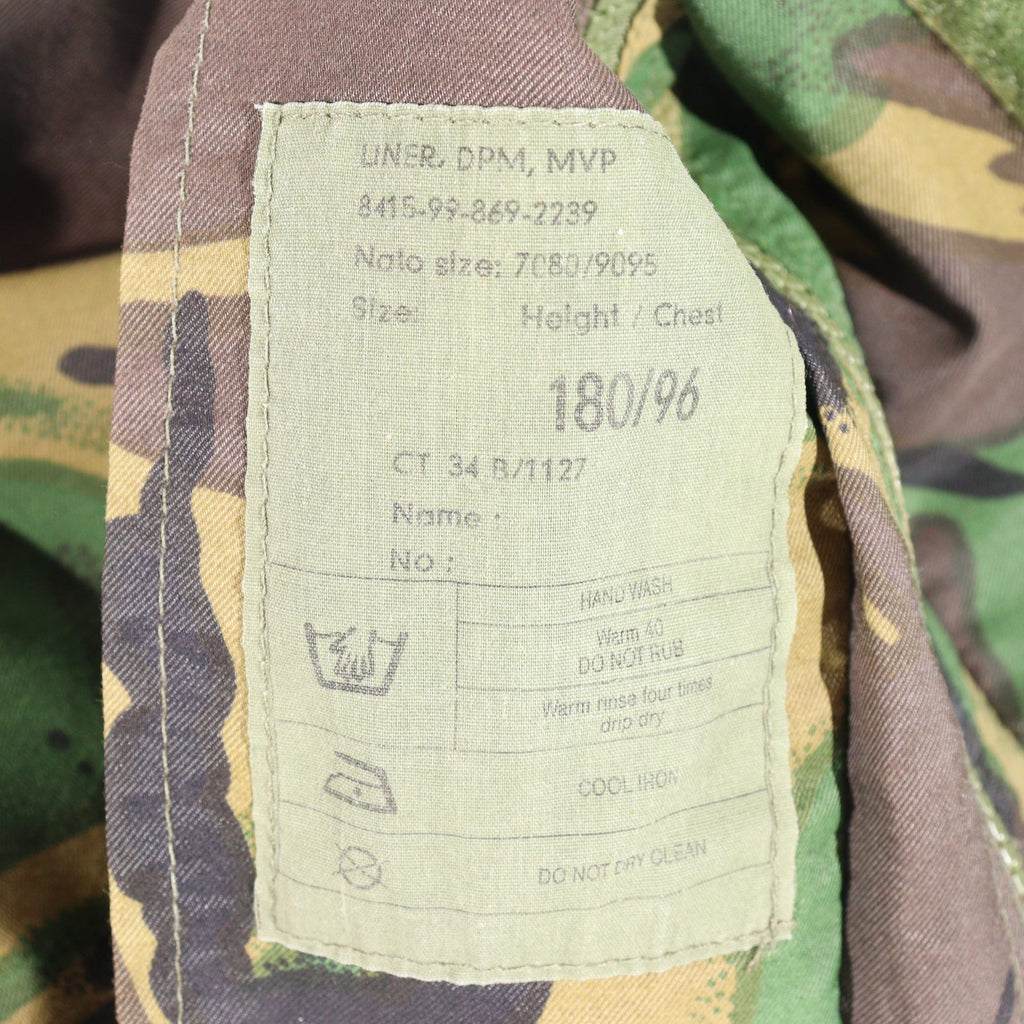 LINER, DPM, MVP
8415-99-869-2239
Nato size: 7080/9095
Size: Height / Chest
180/96
CT 34 B/1127
Name :
No :
HAND WASH
Warm 40
DO NOT RUB
Warm rinse four times
drip dry
COOL IRON
DO NOT DRY CLEAN